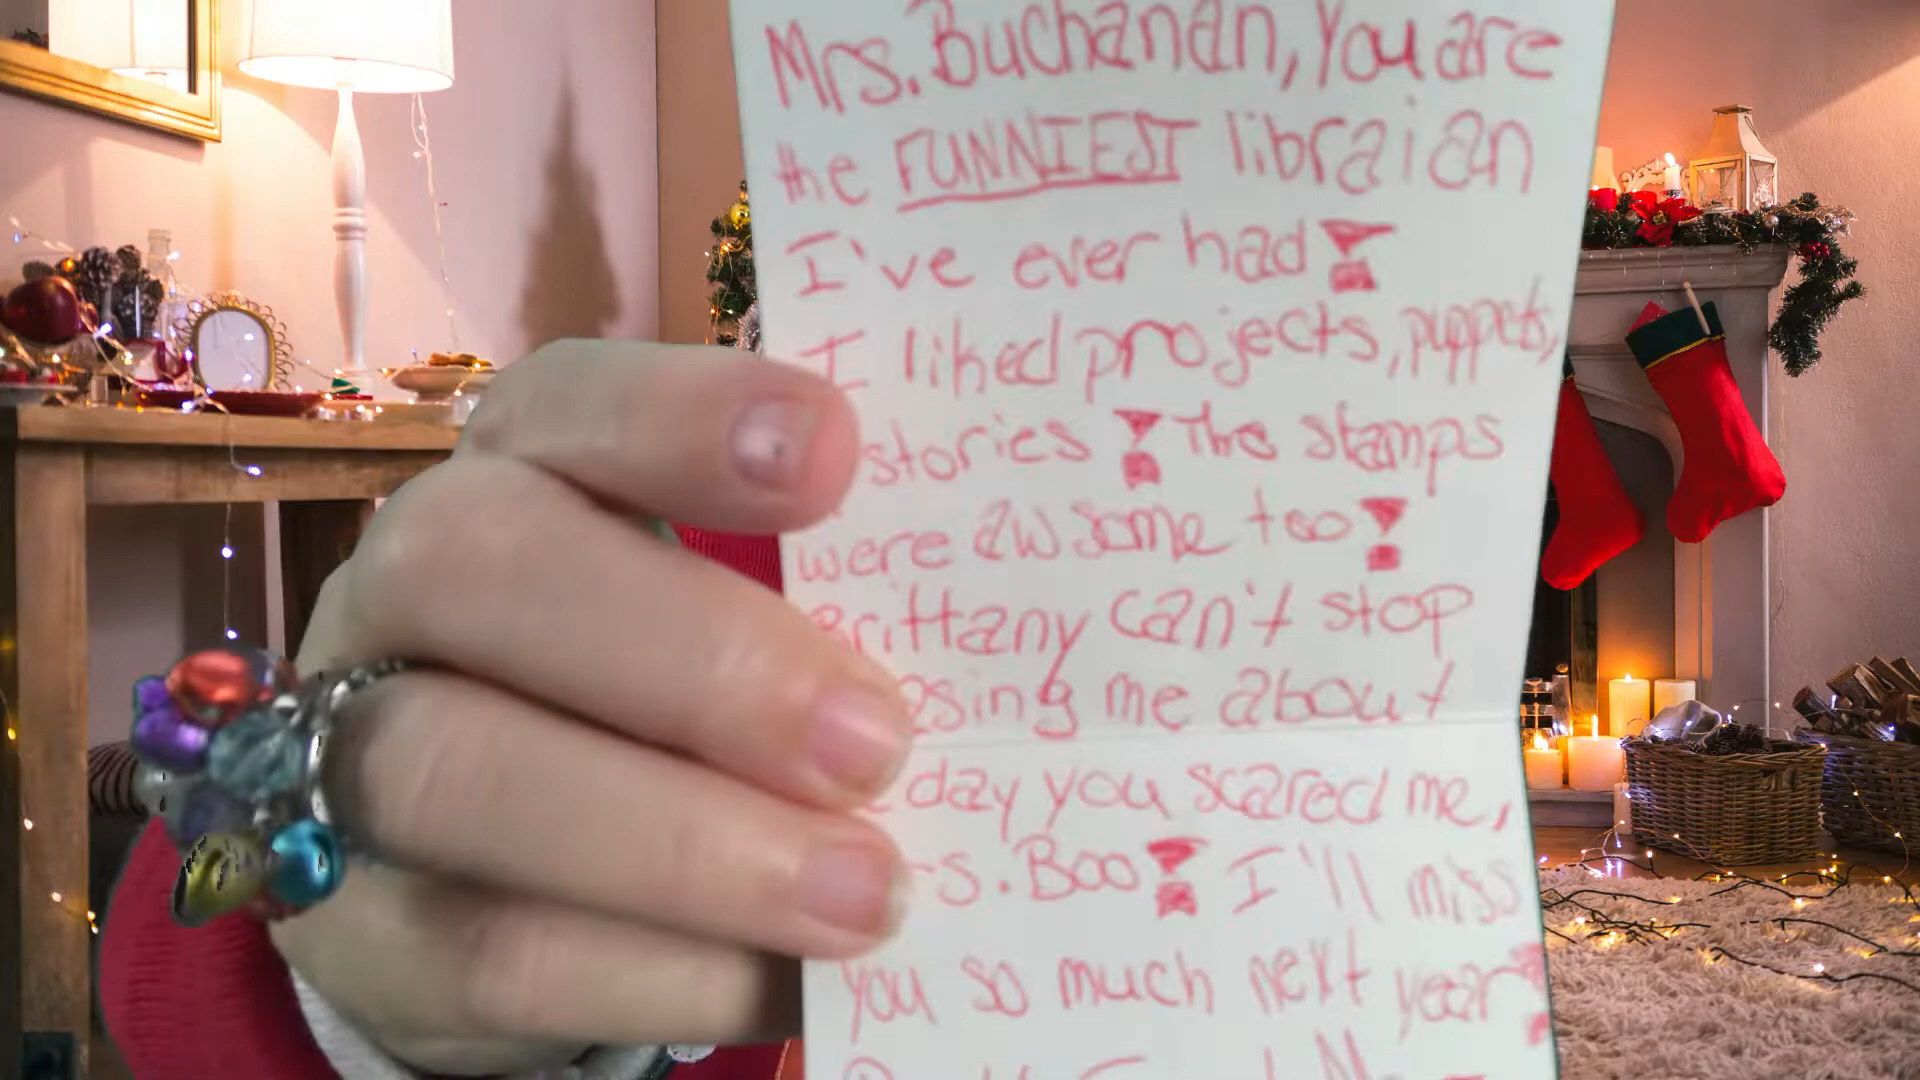 Mrs. Buchanan, You are
the FUNNIEST libraian
I've ever had!
I liked projects, puppets,
stories! The stamps
were awsome too!
Brittany can't stop
me about
day you scared me,
Boo! I'll miss
you so much next year!